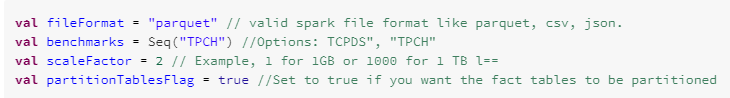 val fileFormat = "parquet" // valid spark file format like parquet, csv, json.
val benchmarks = Seq("TPCH") //Options: TCPDS", "TPCH"
val scaleFactor = 2 // Example, 1 for 1GB or 1000 for 1 TB l==
val partitionTablesFlag = true //Set to true if you want the fact tables to be partitioned